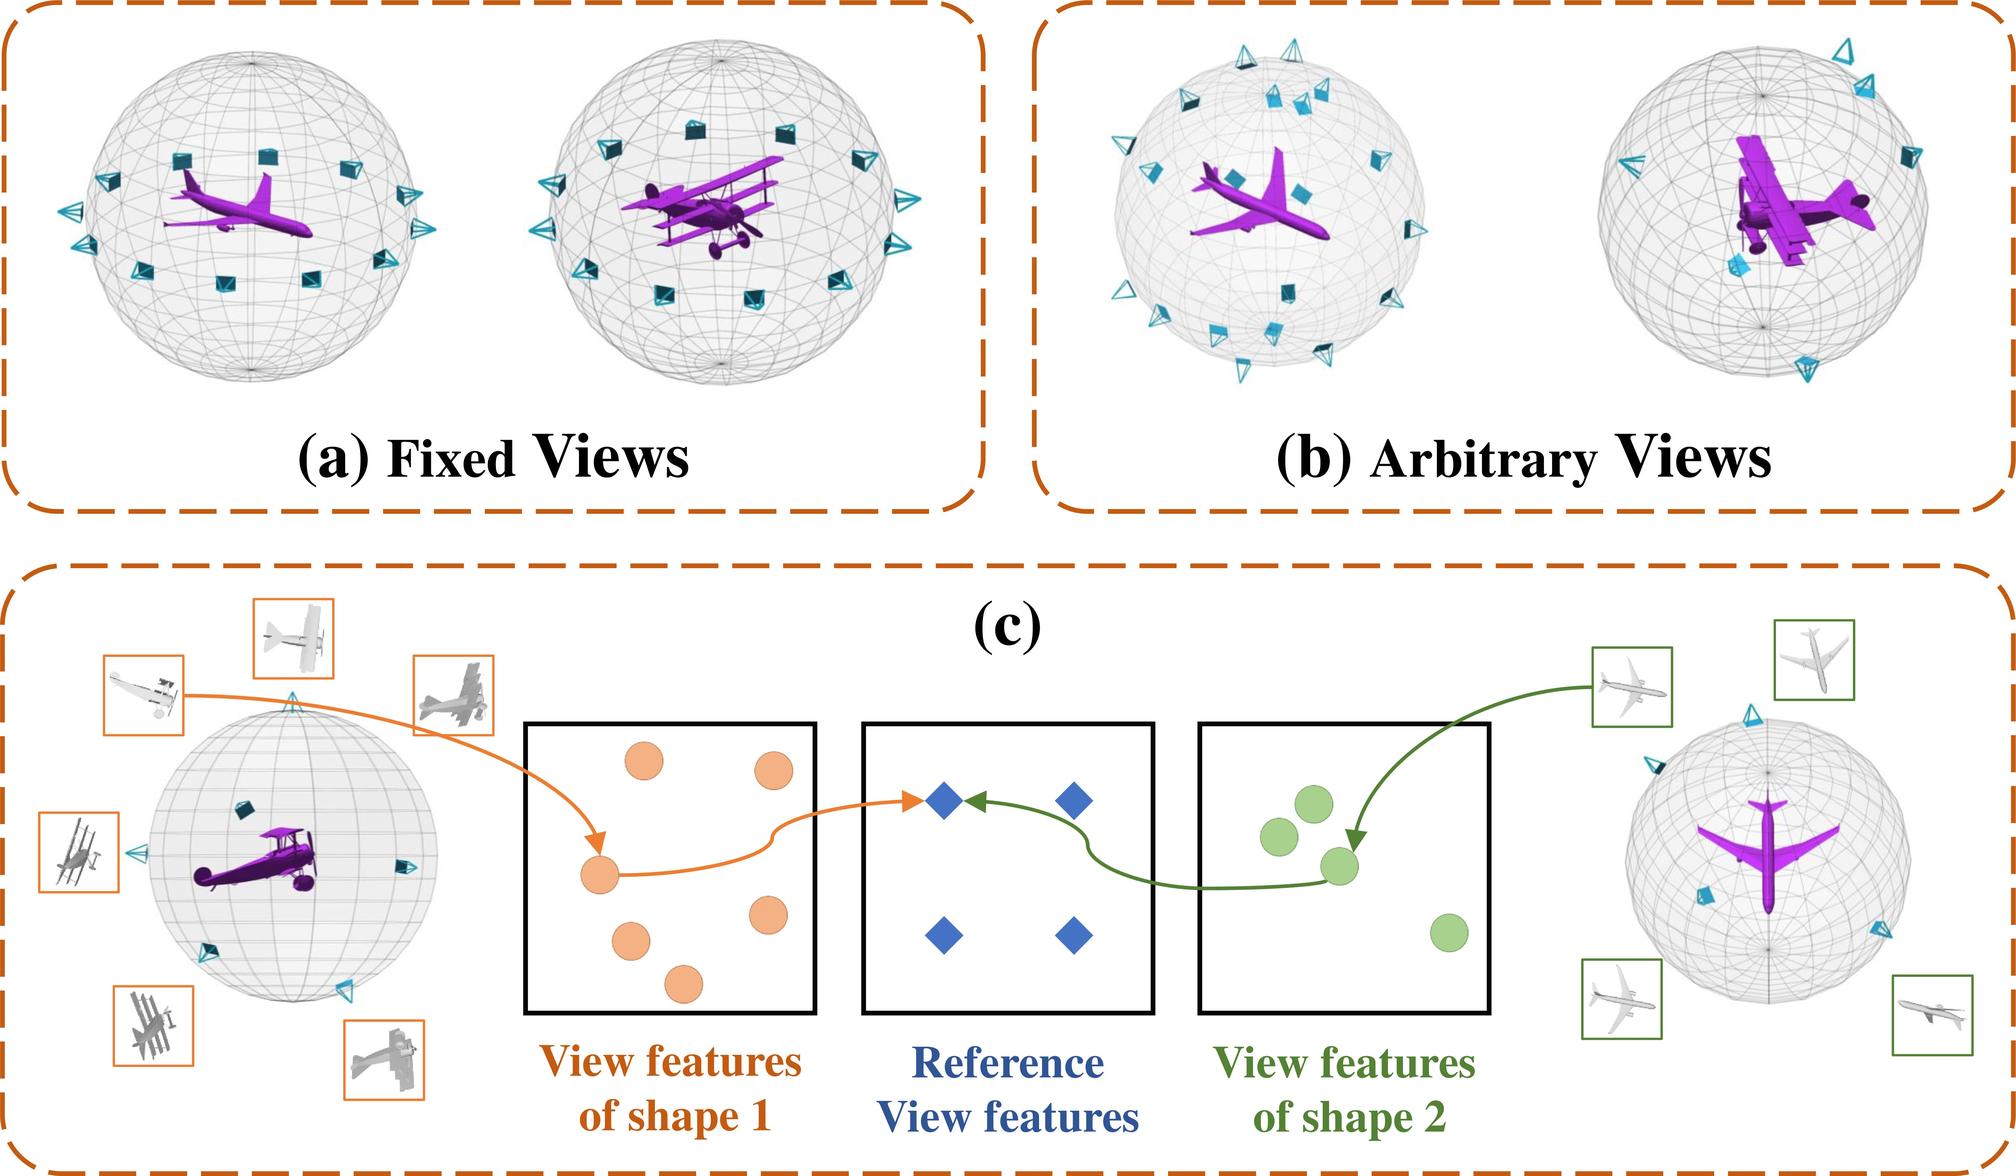 (a) Fixed Views
(b) Arbitrary Views
(c)
View features
of shape 1
Reference
View features
View features
of shape 2